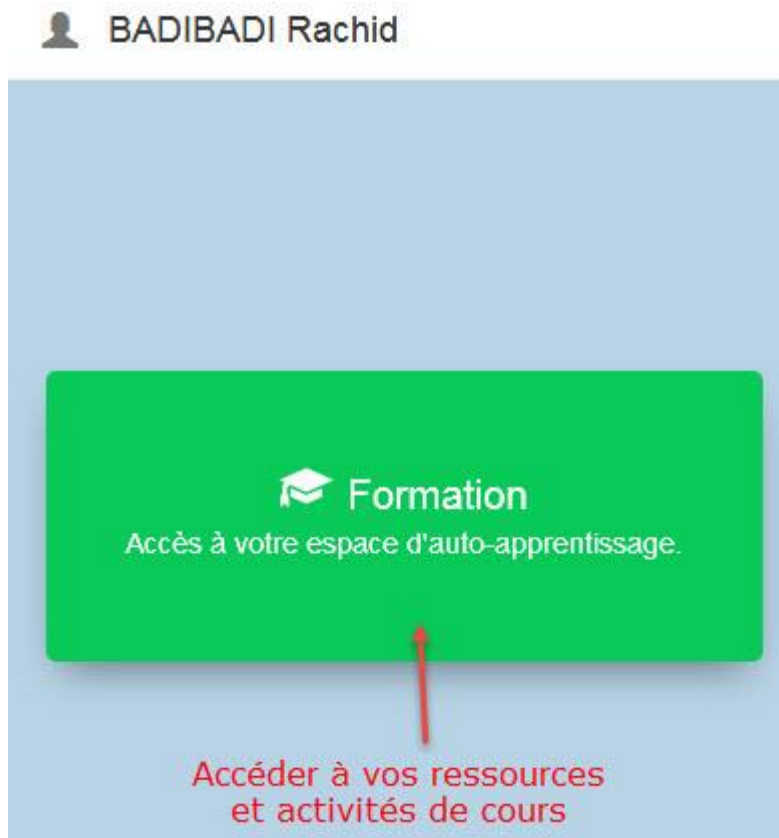 BADIBADI Rachid
Formation
Accès à votre espace d'auto-apprentissage.
Accéder à vos ressources
et activités de cours